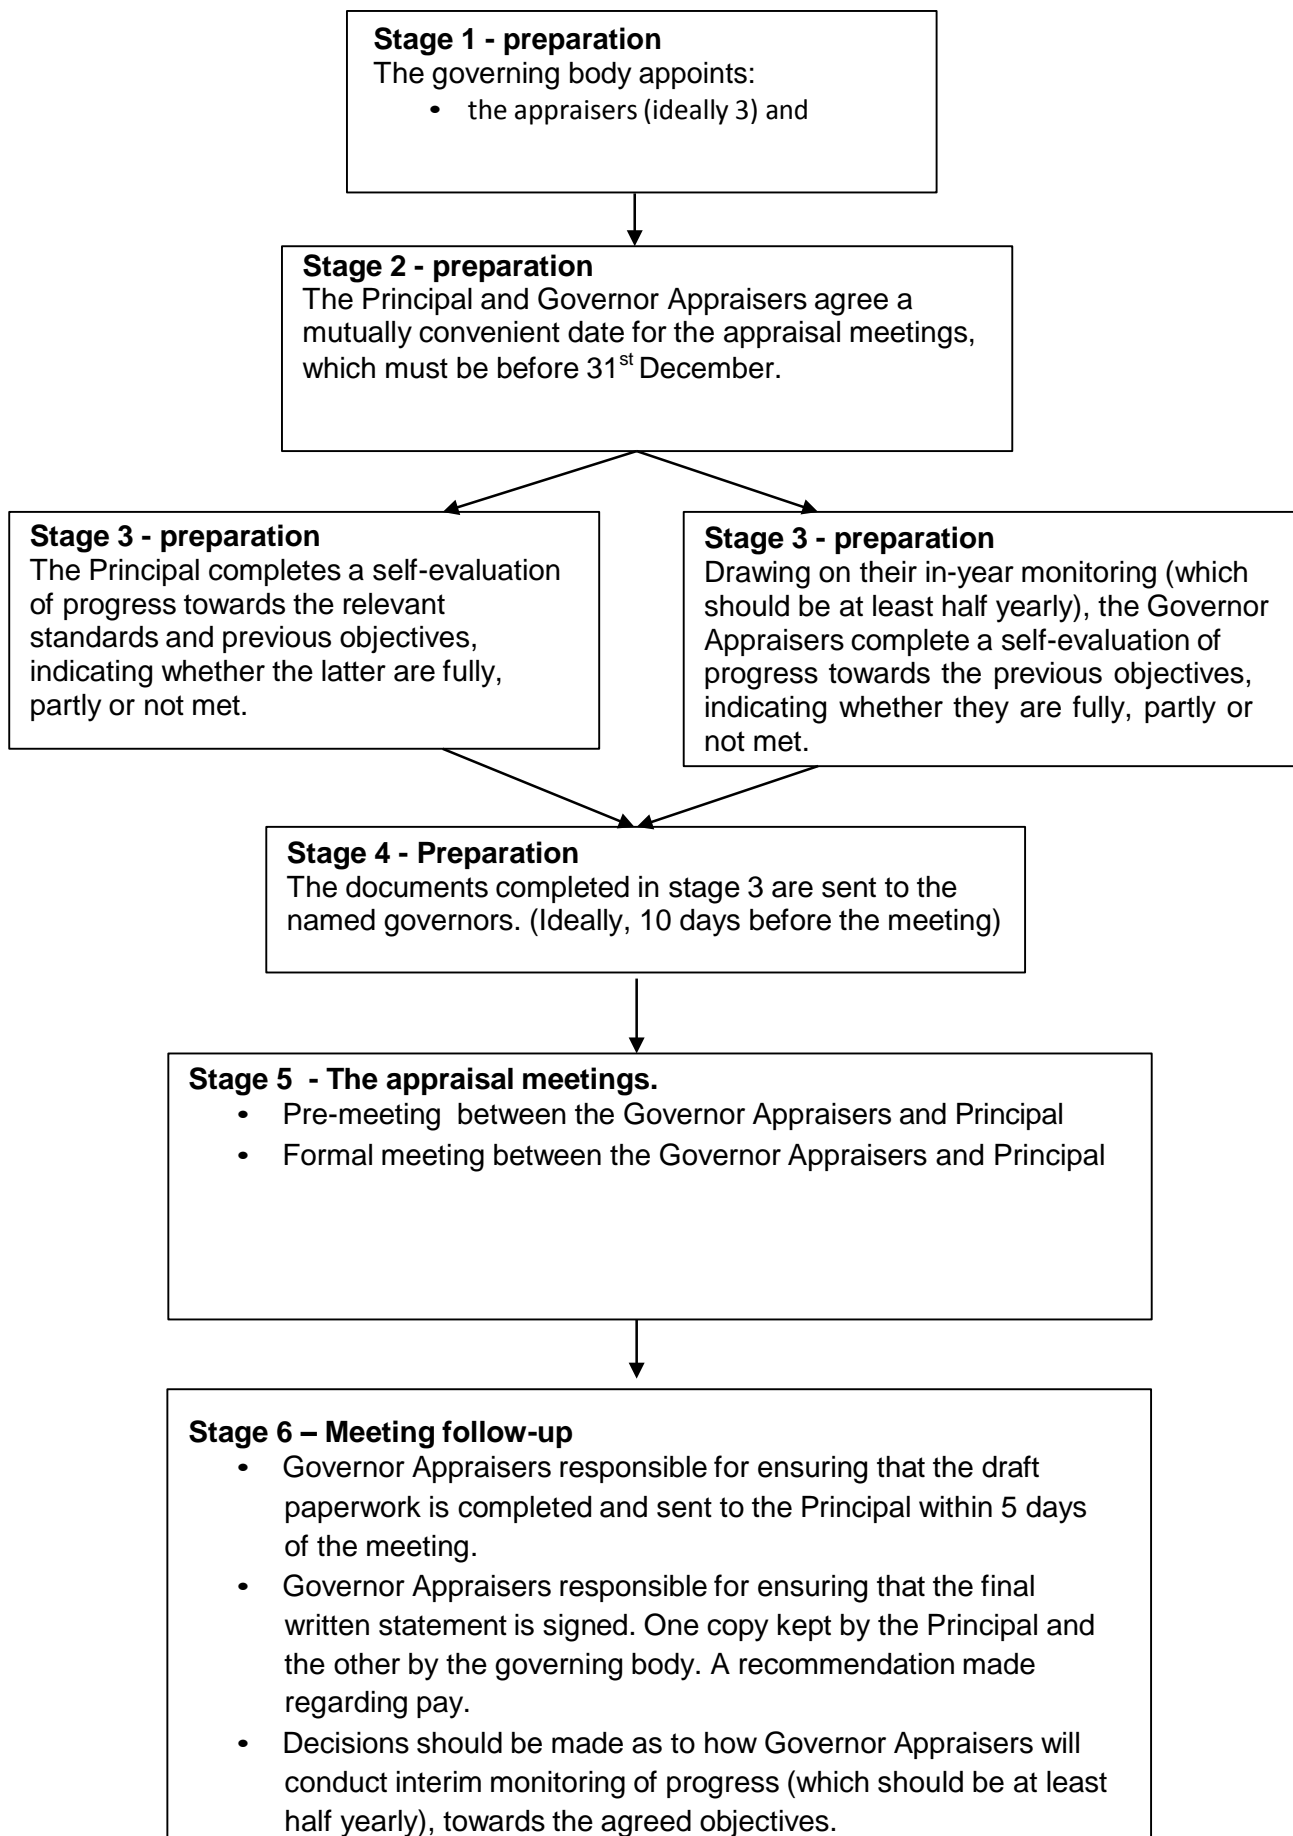 Stage 1 - preparation
The governing body appoints:
• the appraisers (ideally 3) and
Stage 2 - preparation
The Principal and Governor Appraisers agree a
mutually convenient date for the appraisal meetings,
which must be before 31st December.
Stage 3 - preparation
The Principal completes a self-evaluation
of progress towards the relevant
standards and previous objectives,
indicating whether the latter are fully,
partly or not met.
Stage 3 - preparation
Drawing on their in-year monitoring (which
should be at least half yearly), the Governor
Appraisers complete a self-evaluation of
progress towards the previous objectives,
indicating whether they are fully, partly or
not met.
Stage 4 - Preparation
The documents completed in stage 3 are sent to the
named governors. (Ideally, 10 days before the meeting)
Stage 5 - The appraisal meetings.
• Pre-meeting between the Governor Appraisers and Principal
• Formal meeting between the Governor Appraisers and Principal
Stage 6 – Meeting follow-up
• Governor Appraisers responsible for ensuring that the draft
paperwork is completed and sent to the Principal within 5 days
of the meeting.
• Governor Appraisers responsible for ensuring that the final
written statement is signed. One copy kept by the Principal and
the other by the governing body. A recommendation made
regarding pay.
• Decisions should be made as to how Governor Appraisers will
conduct interim monitoring of progress (which should be at least
half yearly), towards the agreed objectives.